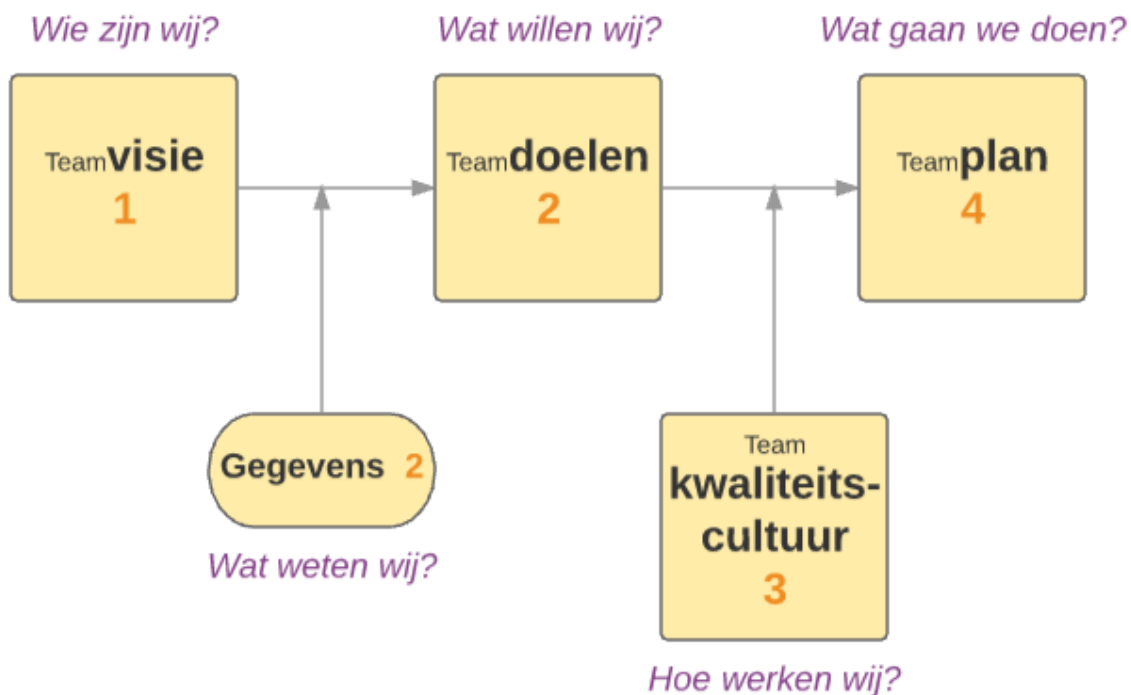 Wie zijn wij?
Wat willen wij?
Wat gaan we doen?
Teamvisie
1
Teamdoelen
2
Teamplan
4
Gegevens 2
Wat weten wij?
Team
kwaliteits-
cultuur
3
Hoe werken wij?